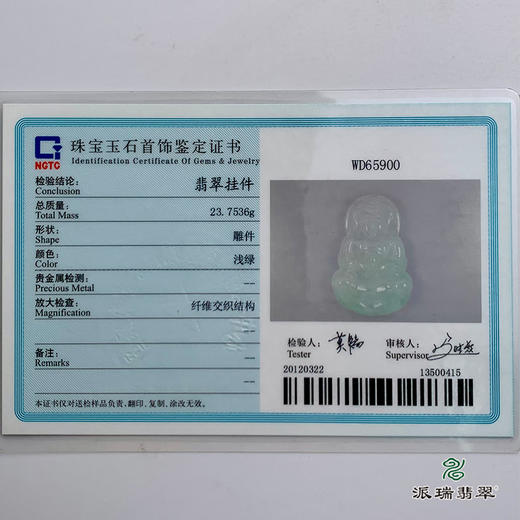 NGTC
珠宝玉石首饰鉴定证书
Identification Certificate Of Gems & Jewelry
检验结论:
Conclusion
翡翠挂件
总质量:
Total Mass
23.7536g
形状:
Shape
雕件
颜色:
Color
浅绿
贵金属检测:
Precious Metal
--
放大检查:
Magnification
纤维交织结构
--
备注:
Remarks
--
--
本证书仅对送检样品负责,翻印、复制、涂改无效。
WD65900
检验人:
Tester
审核人:
Supervisor
20120322
13500415
派瑞翡翠®